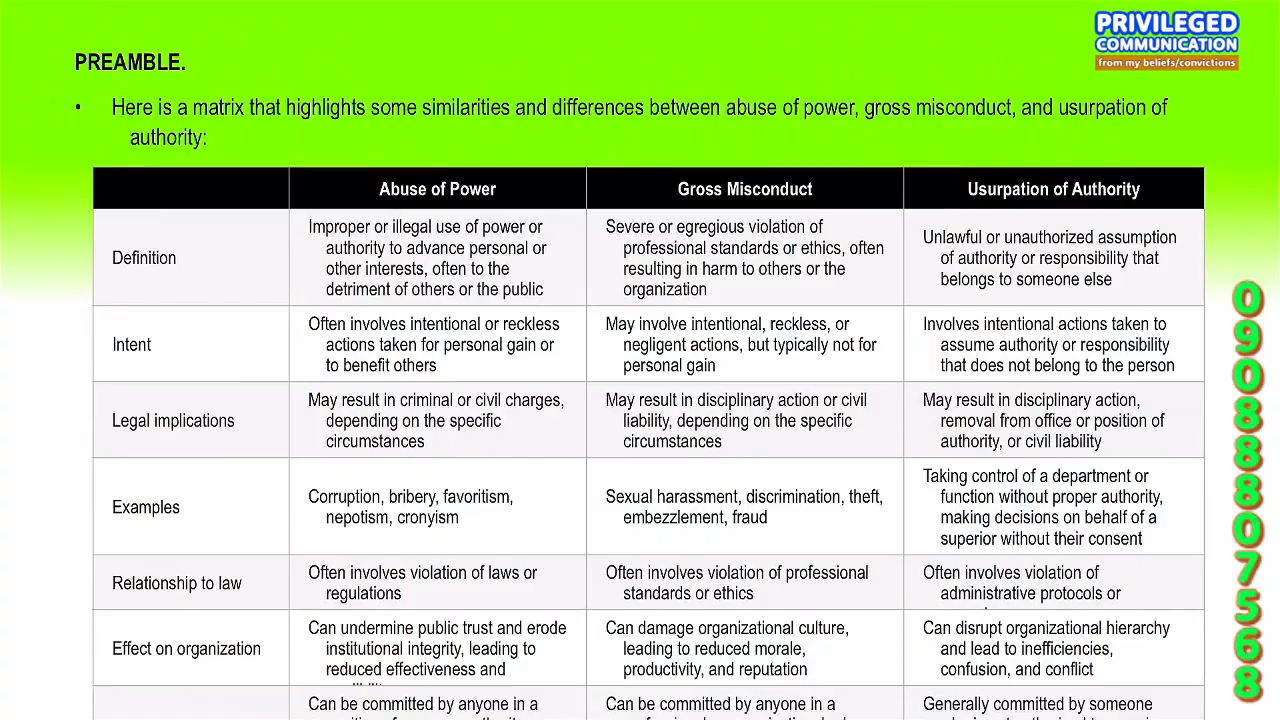 PRIVILEGED
COMMUNICATION
from my beliefs/convictions
PREAMBLE.
• Here is a matrix that highlights some similarities and differences between abuse of power, gross misconduct, and usurpation of
authority:
Abuse of Power
Gross Misconduct
Usurpation of Authority
Definition
Improper or illegal use of power or
authority to advance personal or
other interests, often to the
detriment of others or the public
Severe or egregious violation of
professional standards or ethics, often
resulting in harm to others or the
organization
Unlawful or unauthorized assumption
of authority or responsibility that
belongs to someone else
Intent
Often involves intentional or reckless
actions taken for personal gain or
to benefit others
May involve intentional, reckless, or
negligent actions, but typically not for
personal gain
Involves intentional actions taken to
assume authority or responsibility
that does not belong to the person
Legal implications
May result in criminal or civil charges,
depending on the specific
circumstances
May result in disciplinary action or civil
liability, depending on the specific
circumstances
May result in disciplinary action,
removal from office or position of
authority, or civil liability
Examples
Corruption, bribery, favoritism,
nepotism, cronyism
Sexual harassment, discrimination, theft,
embezzlement, fraud
Taking control of a department or
function without proper authority,
making decisions on behalf of a
superior without their consent
Relationship to law
Often involves violation of laws or
regulations
Often involves violation of professional
standards or ethics
Often involves violation of
administrative protocols or
Effect on organization
Can undermine public trust and erode
institutional integrity, leading to
reduced effectiveness and
Can damage organizational culture,
leading to reduced morale,
productivity, and reputation
Can disrupt organizational hierarchy
and lead to inefficiencies,
confusion, and conflict
Can be committed by anyone in a
Can be committed by anyone in a
Generally committed by someone
09088807568